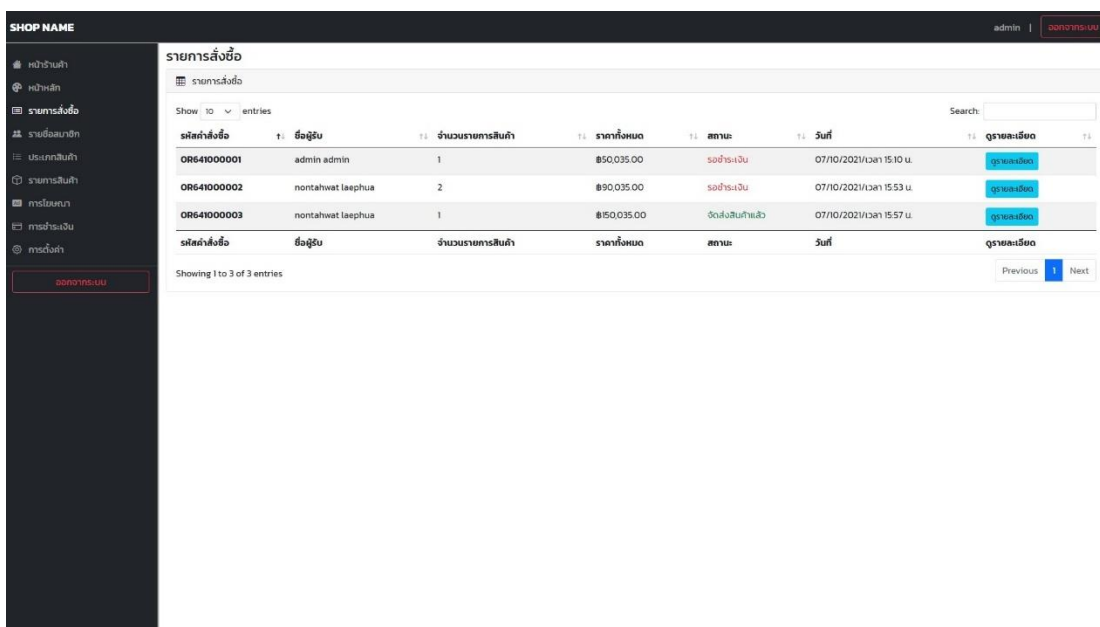 SHOP NAME
admin | ออกจากระบบ
หน้าร้านค้า
หน้าหลัก
รายการสั่งซื้อ
รายชื่อสมาชิก
ประเภทสินค้า
รายการสินค้า
การโฆษณา
การชำระเงิน
การตั้งค่า
ออกจากระบบ
รายการสั่งซื้อ
รายการสั่งซื้อ
Show 10 entries Search:
รหัสคำสั่งซื้อ ชื่อผู้รับ จำนวนรายการสินค้า ราคาทั้งหมด สถานะ วันที่ ดูรายละเอียด
OR641000001 admin admin 1 ฿50,035.00 รอชำระเงิน 07/10/2021/เวลา 15:10 น. ดูรายละเอียด
OR641000002 nontahwat laephua 2 ฿90,035.00 รอชำระเงิน 07/10/2021/เวลา 15:53 น. ดูรายละเอียด
OR641000003 nontahwat laephua 1 ฿150,035.00 จัดส่งสินค้าแล้ว 07/10/2021/เวลา 15:57 น. ดูรายละเอียด
รหัสคำสั่งซื้อ ชื่อผู้รับ จำนวนรายการสินค้า ราคาทั้งหมด สถานะ วันที่ ดูรายละเอียด
Showing 1 to 3 of 3 entries Previous 1 Next